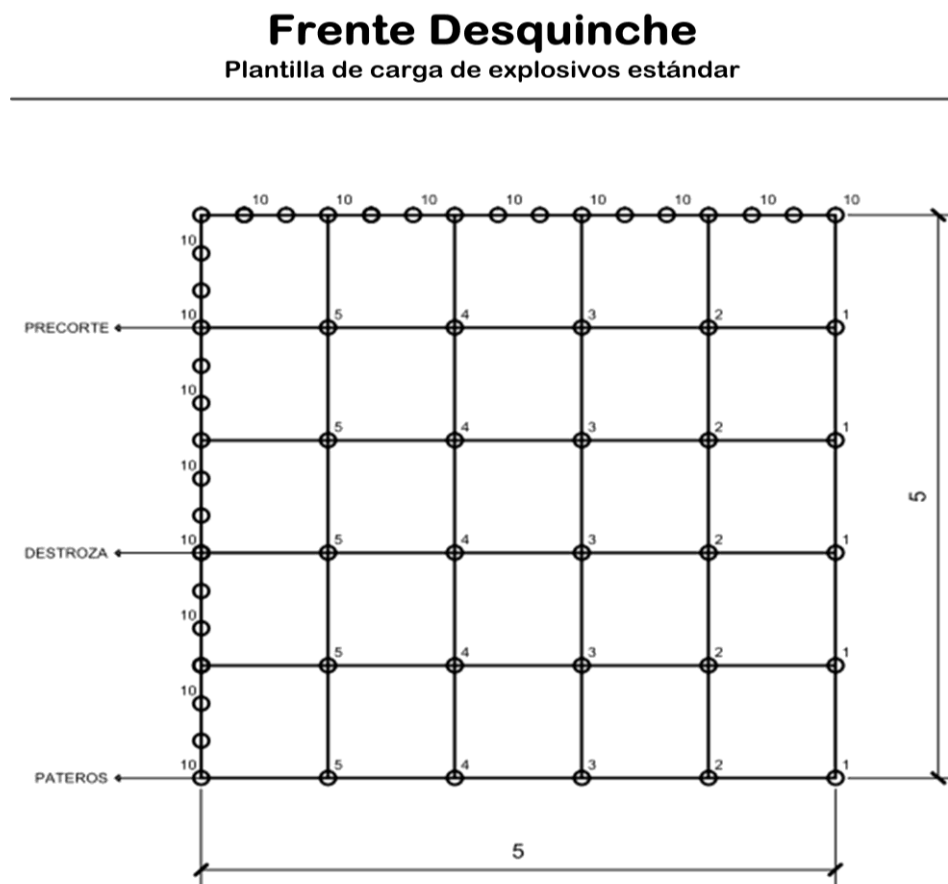 Frente Desquinche
Plantilla de carga de explosivos estándar
10 10 10 10 10 10 10 10
10
PRECORTE 10 5 4 3 2 1
10
5 4 3 2 1
10
5
DESTROZA 10 5 4 3 2 1
10
5 4 3 2 1
10
PATEROS 10 5 4 3 2 1
5